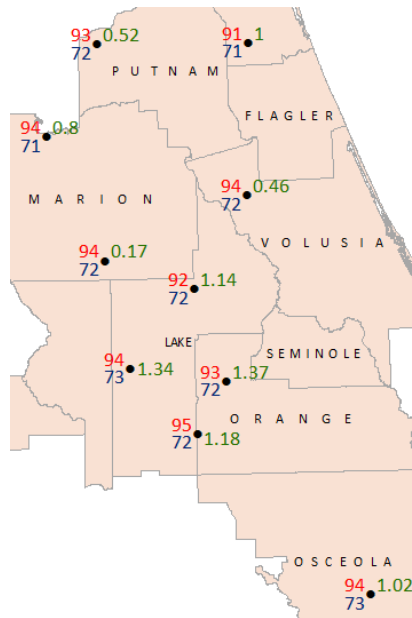 93 0.52
72
91 1
71
PUTNAM
FLAGLER
94 0.8
71
94 0.46
72
MARION
VOLUSIA
94 0.17
72
92 1.14
72
LAKE
SEMINOLE
94 1.34
73
93 1.37
72
ORANGE
95 1.18
72
OSCEOLA
94 1.02
73